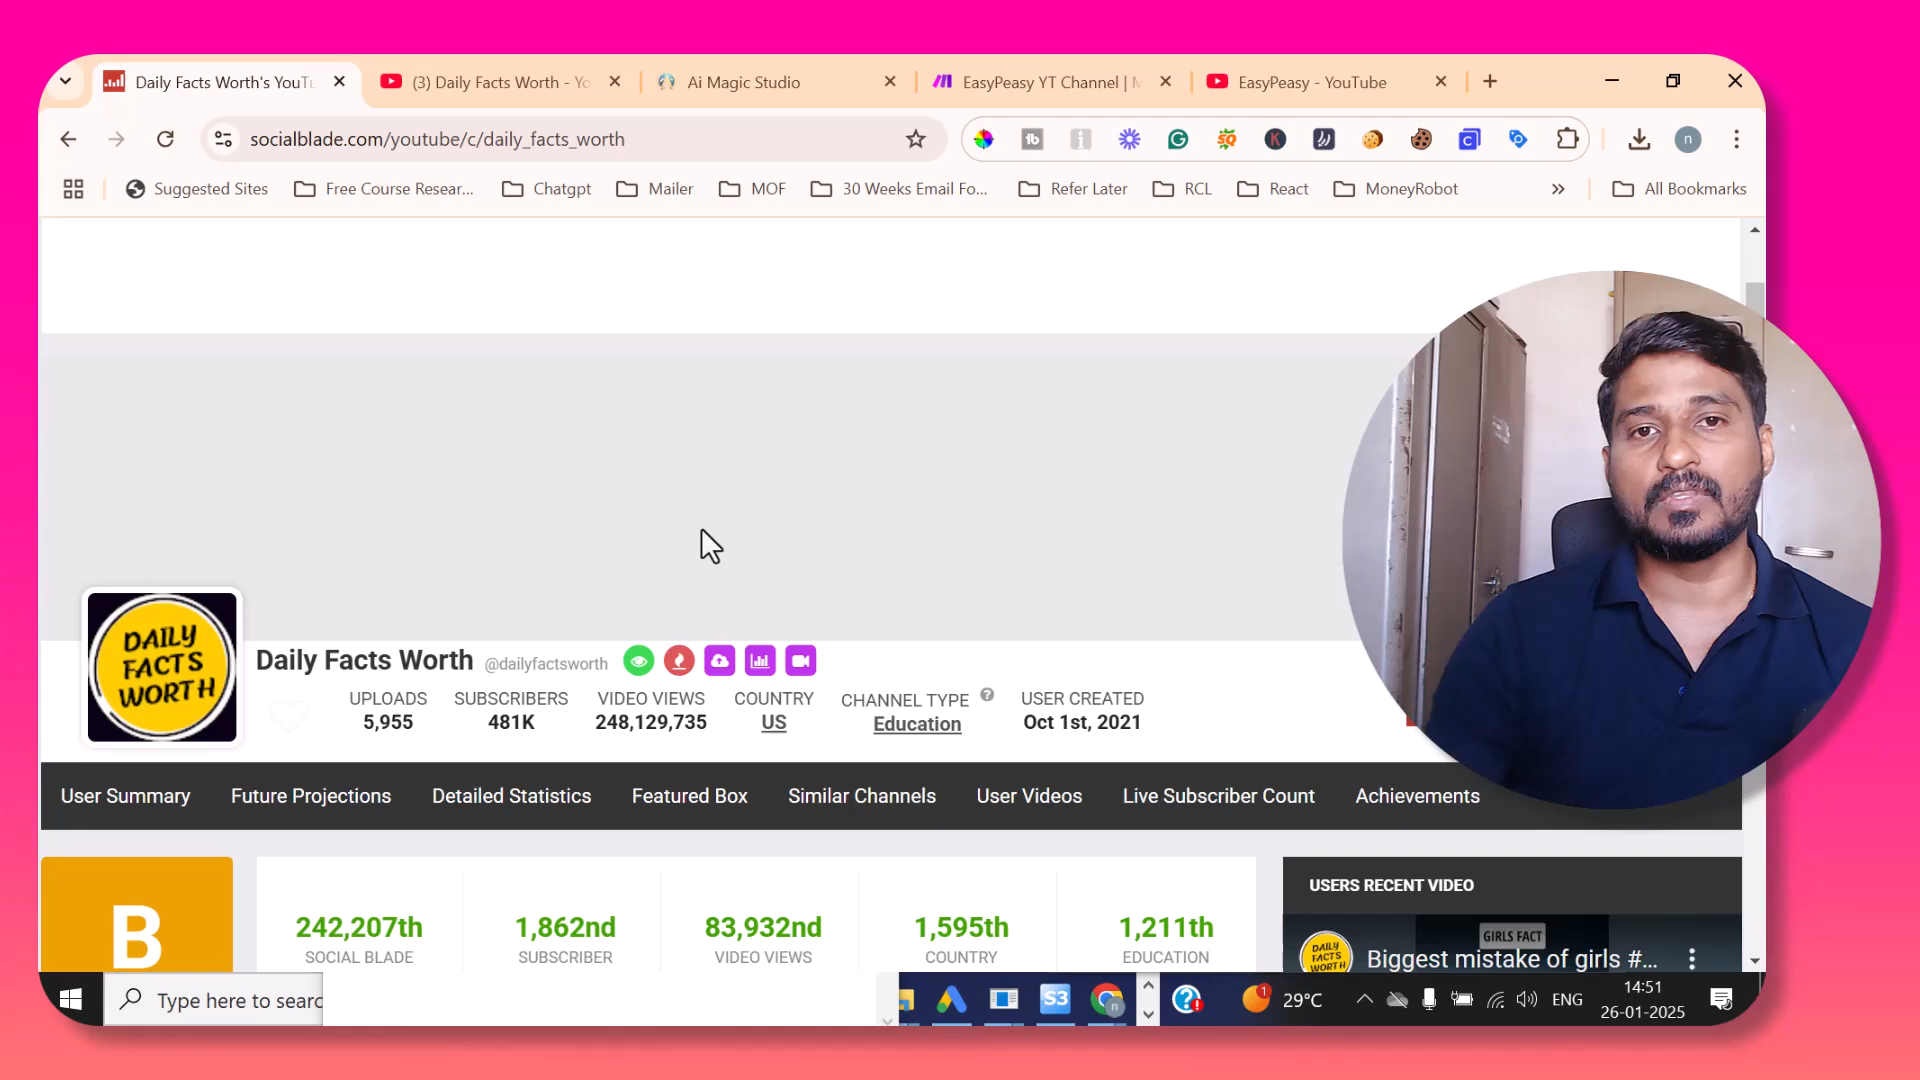 Daily Facts Worth's YouTu
(3) Daily Facts Worth - Yo
Ai Magic Studio
EasyPeasy YT Channel | M
EasyPeasy - YouTube
socialblade.com/youtube/c/daily_facts_worth
n
Suggested Sites
Free Course Resear...
Chatgpt
Mailer
MOF
30 Weeks Email Fo...
Refer Later
RCL
React
MoneyRobot
All Bookmarks
DAILY
FACTS
WORTH
Daily Facts Worth @dailyfactsworth
UPLOADS
5,955
SUBSCRIBERS
481K
VIDEO VIEWS
248,129,735
COUNTRY
US
CHANNEL TYPE ?
Education
USER CREATED
Oct 1st, 2021
User Summary
Future Projections
Detailed Statistics
Featured Box
Similar Channels
User Videos
Live Subscriber Count
Achievements
B
242,207th
SOCIAL BLADE
1,862nd
SUBSCRIBER
83,932nd
VIDEO VIEWS
1,595th
COUNTRY
1,211th
EDUCATION
USERS RECENT VIDEO
GIRLS FACT
DAILY
FACTS
WORTH
Biggest mistake of girls #...
Type here to searc
S3
n
1
29°C
ENG
14:51
26-01-2025